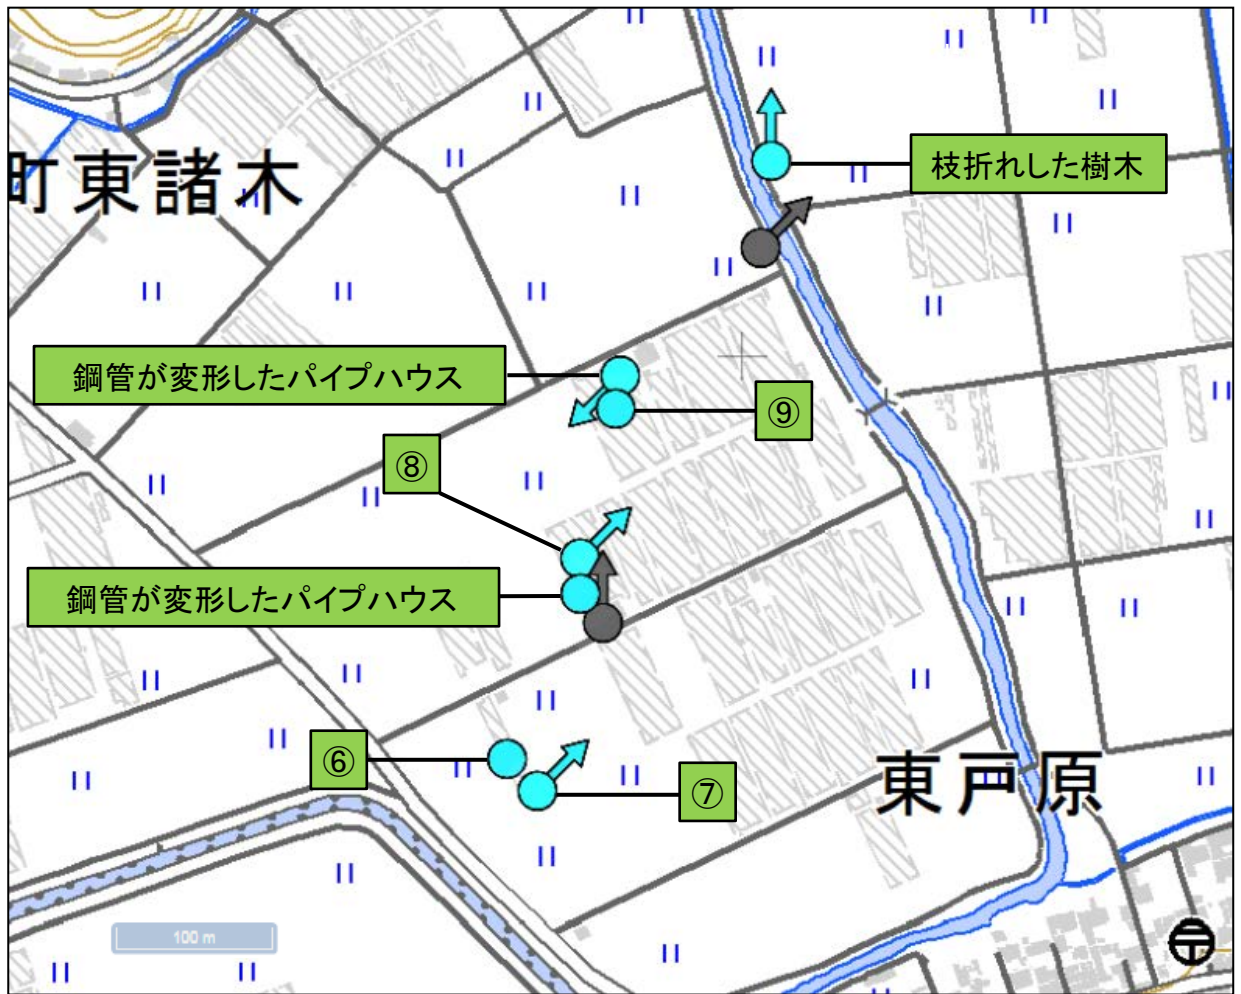 枝折れした樹木
町東諸木
鋼管が変形したパイプハウス
⑨
⑧
鋼管が変形したパイプハウス
⑥
⑦
東戸原
100 m